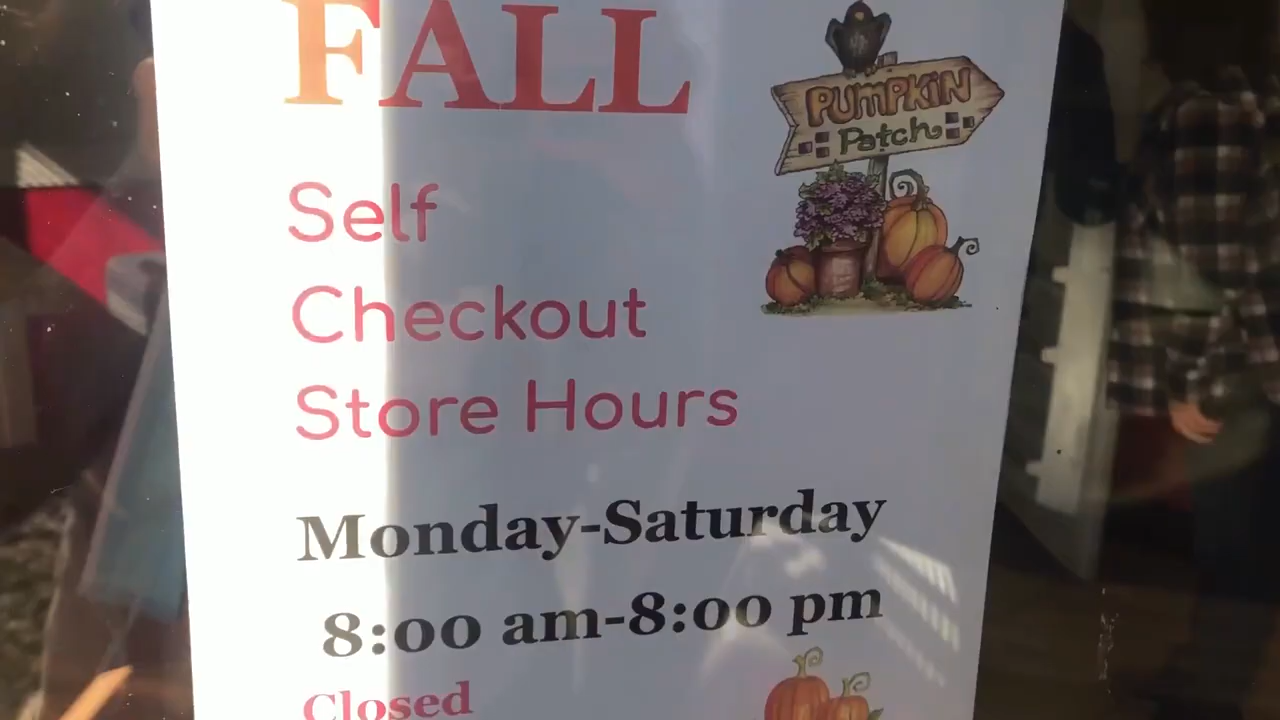 FALL
PUMPKIN
Patch
Self
Checkout
Store Hours
Monday-Saturday
8:00 am-8:00 pm
Closed